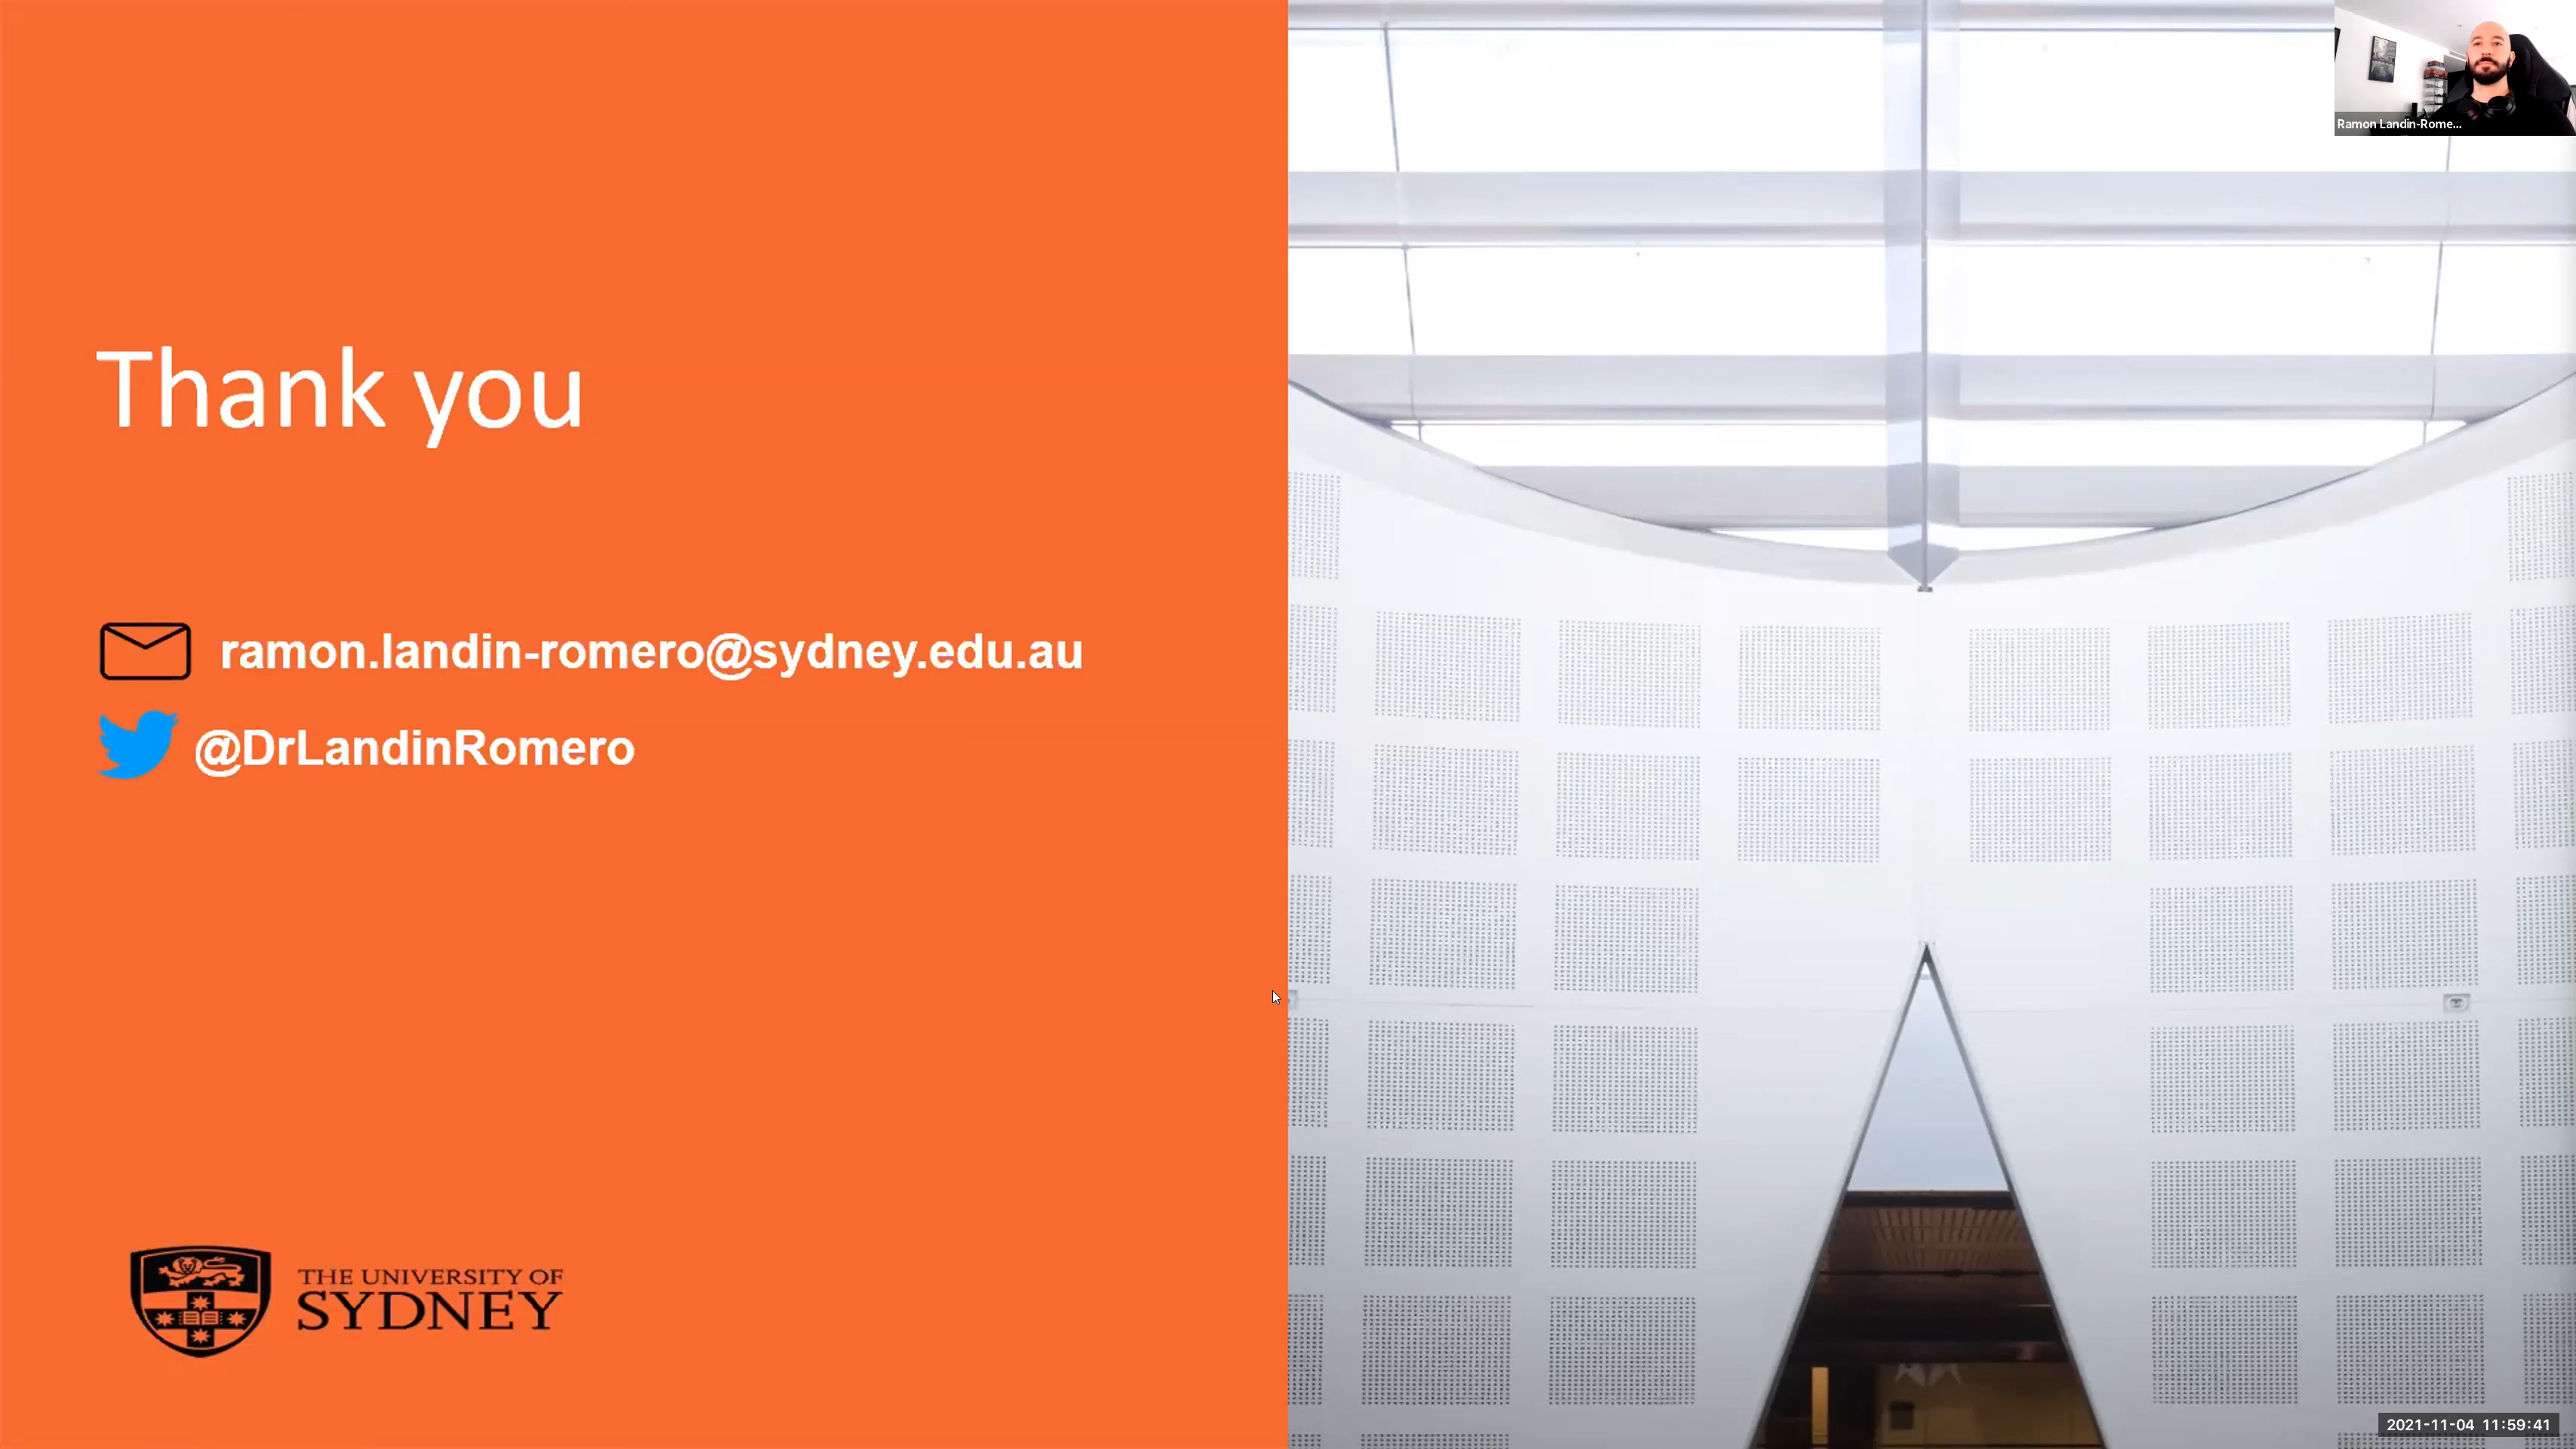 Ramon Landin-Rome...
Thank you
ramon.landin-romero@sydney.edu.au
@DrLandinRomero
THE UNIVERSITY OF
SYDNEY
2021-11-04 11:59:41